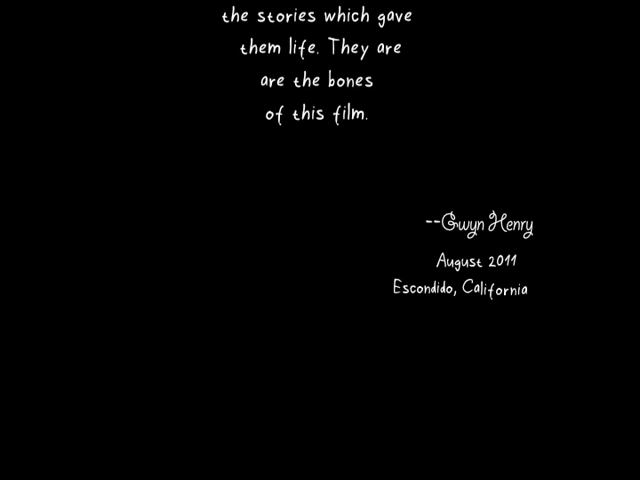 the stories which gave
them life. They are
are the bones
of this film.
--Gwyn Henry
August 2011
Escondido, California